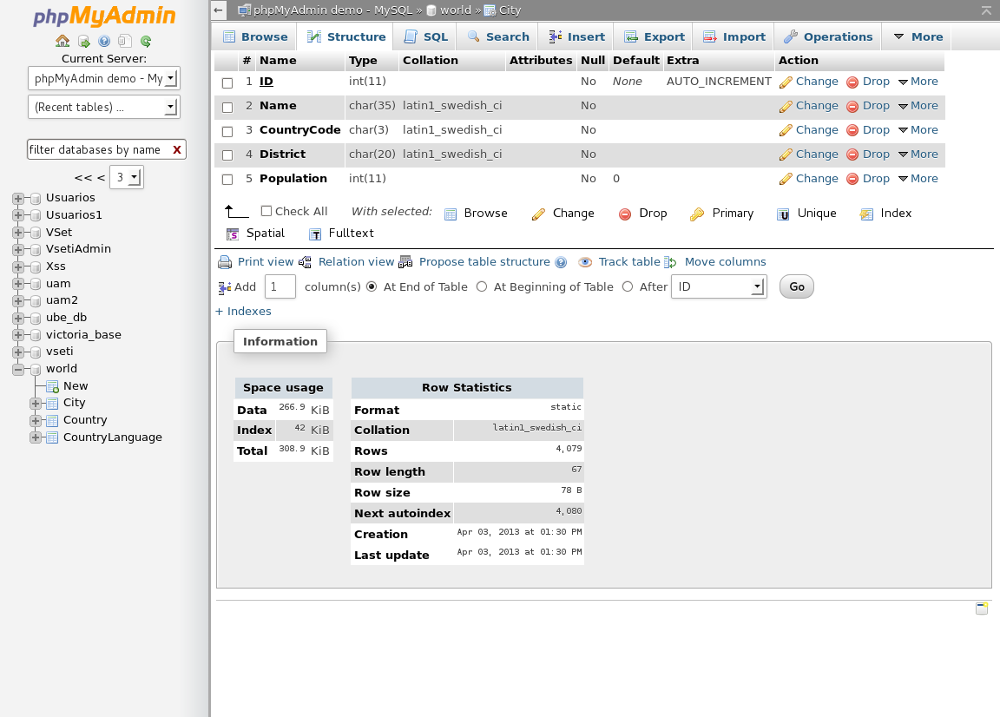 phpMyAdmin
Current Server:
phpMyAdmin demo - My
(Recent tables) ...
filter databases by name X
<< < 3
Usuarios
Usuarios1
VSet
VsetiAdmin
Xss
uam
uam2
ube_db
victoria_base
vseti
world
New
City
Country
CountryLanguage
← phpMyAdmin demo - MySQL » world » City
Browse Structure SQL Search Insert Export Import Operations More
# Name Type Collation Attributes Null Default Extra Action
1 ID int(11) No None AUTO_INCREMENT Change Drop More
2 Name char(35) latin1_swedish_ci No Change Drop More
3 CountryCode char(3) latin1_swedish_ci No Change Drop More
4 District char(20) latin1_swedish_ci No Change Drop More
5 Population int(11) No 0 Change Drop More
Check All With selected: Browse Change Drop Primary Unique Index
Spatial Fulltext
Print view Relation view Propose table structure Track table Move columns
Add 1 column(s) At End of Table At Beginning of Table After ID Go
+ Indexes
Information
Space usage
Data 266.9 KiB
Index 42 KiB
Total 308.9 KiB
Row Statistics
Format static
Collation latin1_swedish_ci
Rows 4,079
Row length 67
Row size 78 B
Next autoindex 4,080
Creation Apr 03, 2013 at 01:30 PM
Last update Apr 03, 2013 at 01:30 PM